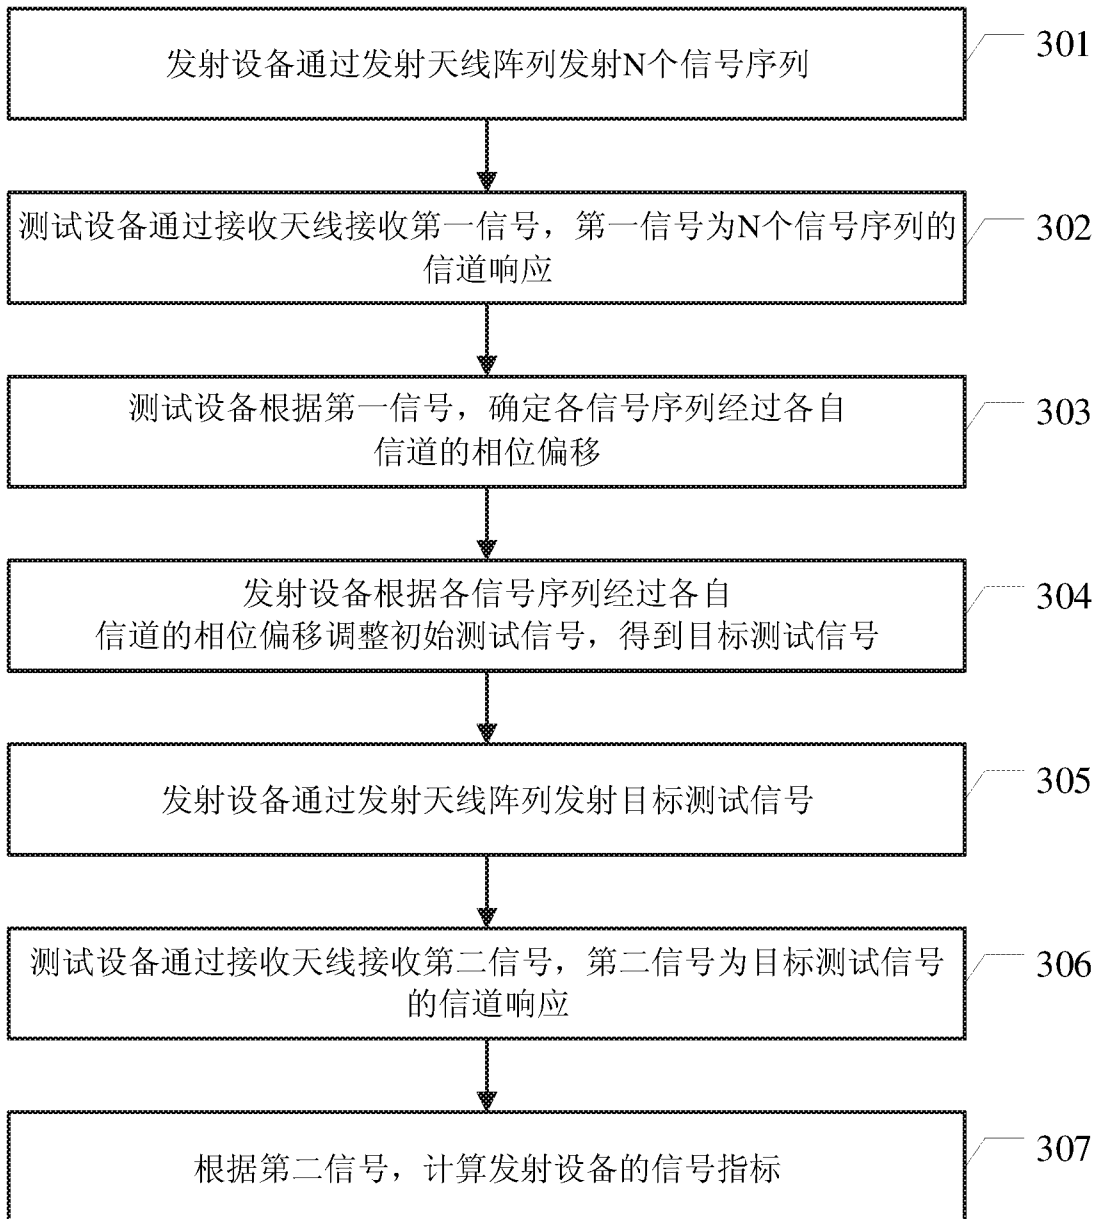 发射设备通过发射天线阵列发射N个信号序列
301
测试设备通过接收天线接收第一信号，第一信号为N个信号序列的
信道响应
302
测试设备根据第一信号，确定各信号序列经过各自
信道的相位偏移
303
发射设备根据各信号序列经过各自
信道的相位偏移调整初始测试信号，得到目标测试信号
304
发射设备通过发射天线阵列发射目标测试信号
305
测试设备通过接收天线接收第二信号，第二信号为目标测试信号
的信道响应
306
根据第二信号，计算发射设备的信号指标
307